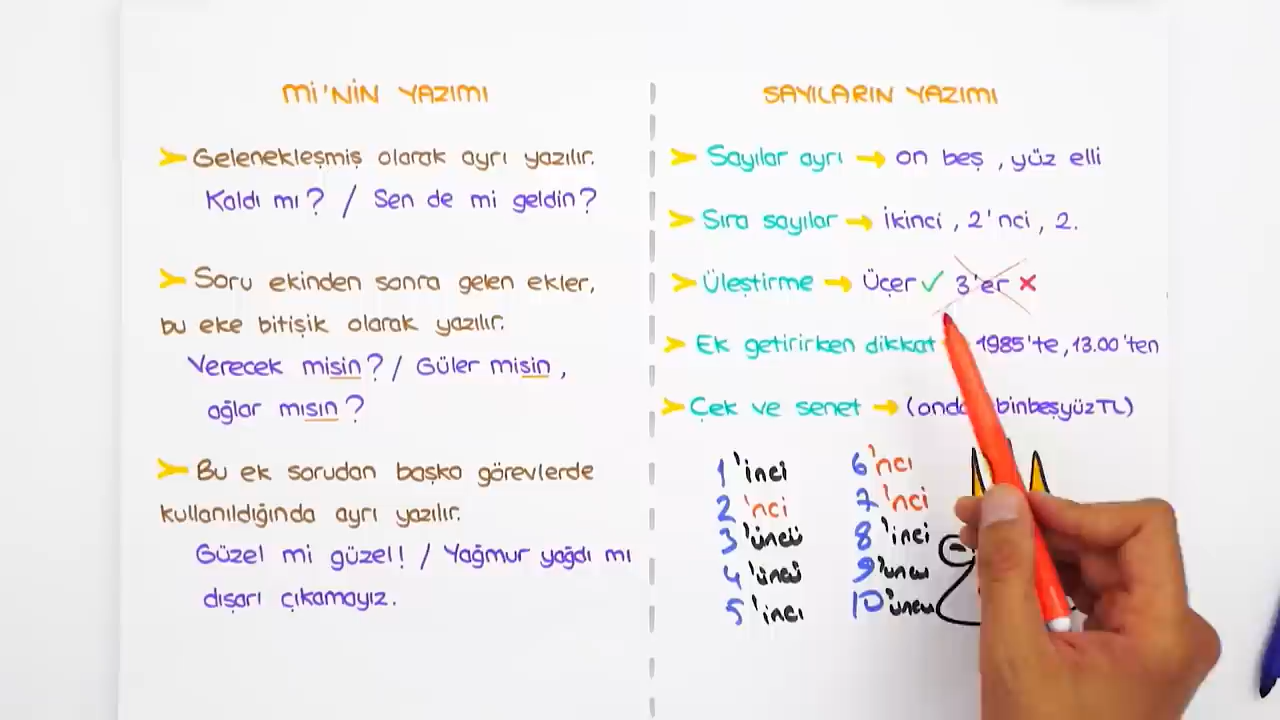 Mİ'NİN YAZIMI
➤ Gelenekleşmiş olarak ayrı yazılır.
Kaldı mı? / Sen de mi geldin?
➤ Soru ekinden sonra gelen ekler,
bu eke bitişik olarak yazılır.
Verecek misin? / Güler misin,
ağlar mısın?
➤ Bu ek sorudan başka görevlerde
kullanıldığında ayrı yazılır.
Güzel mi güzel! / Yağmur yağdı mı
dışarı çıkamayız.
SAYILARIN YAZIMI
➤ Sayılar ayrı → on beş, yüz elli
➤ Sıra sayılar → İkinci, 2'nci, 2.
➤ Üleştirme → Üçer ✓ 3'er ✗
➤ Ek getirirken dikkat 1985'te, 13.00'ten
➤ Çek ve senet → binbeşyüzTL)
1'inci
2'nci
3'üncü
4'üncü
5'inci
6'ncı
7'nci
8'inci
9'uncu
10'uncu